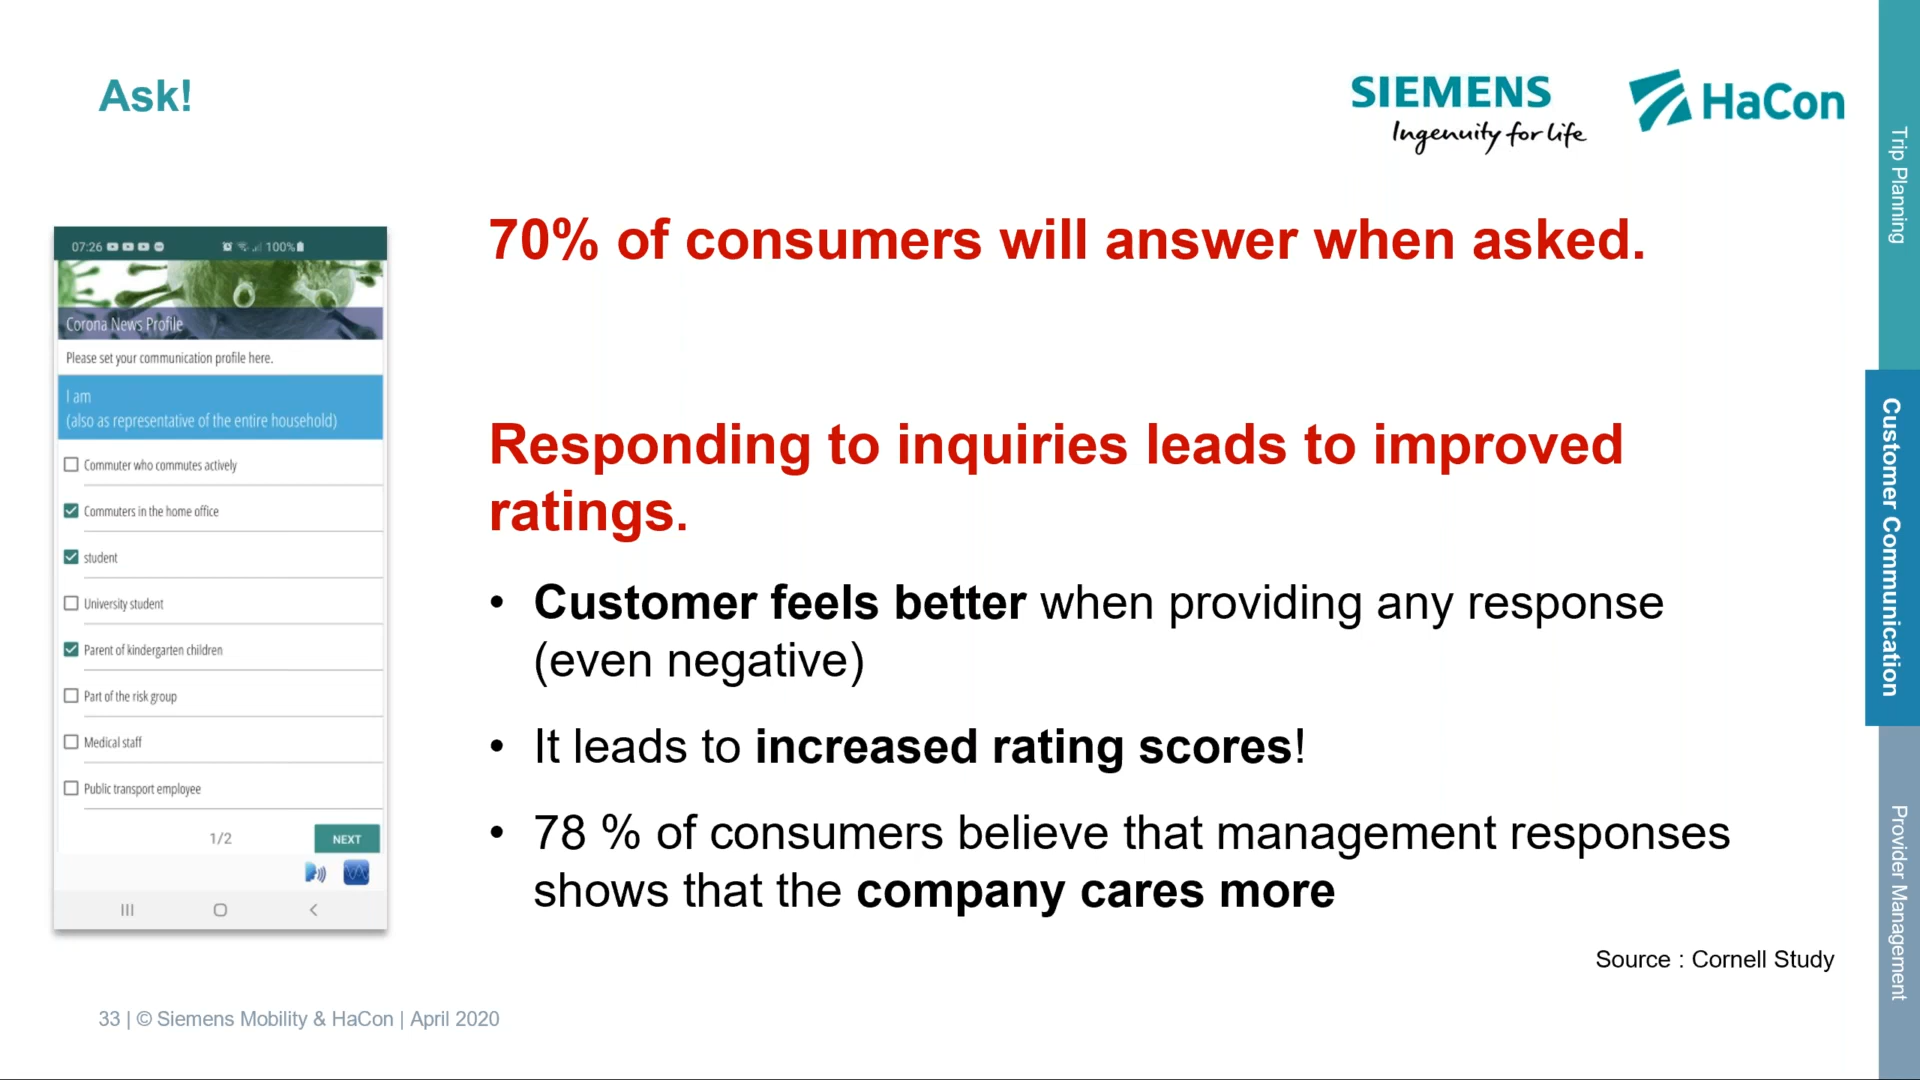 Ask!
SIEMENS
Ingenuity for life
HaCon
07:26
100%
Corona News Profile
Please set your communication profile here.
I am
(also as representative of the entire household)
Commuter who commutes actively
Commuters in the home office
student
University student
Parent of kindergarten children
Part of the risk group
Medical staff
Public transport employee
1/2
NEXT
70% of consumers will answer when asked.
Responding to inquiries leads to improved
ratings.
• Customer feels better when providing any response
(even negative)
• It leads to increased rating scores!
• 78 % of consumers believe that management responses
shows that the company cares more
Source : Cornell Study
33 | © Siemens Mobility & HaCon | April 2020
Trip Planning
Customer Communication
Provider Management